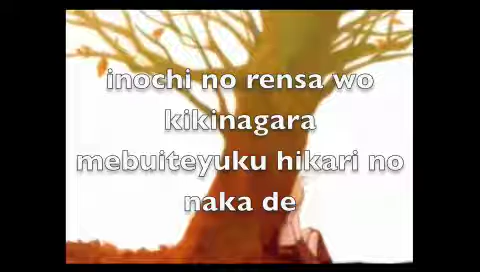 inochi no rensa wo
kikinagara
mebuiteyuku hikari no
naka de